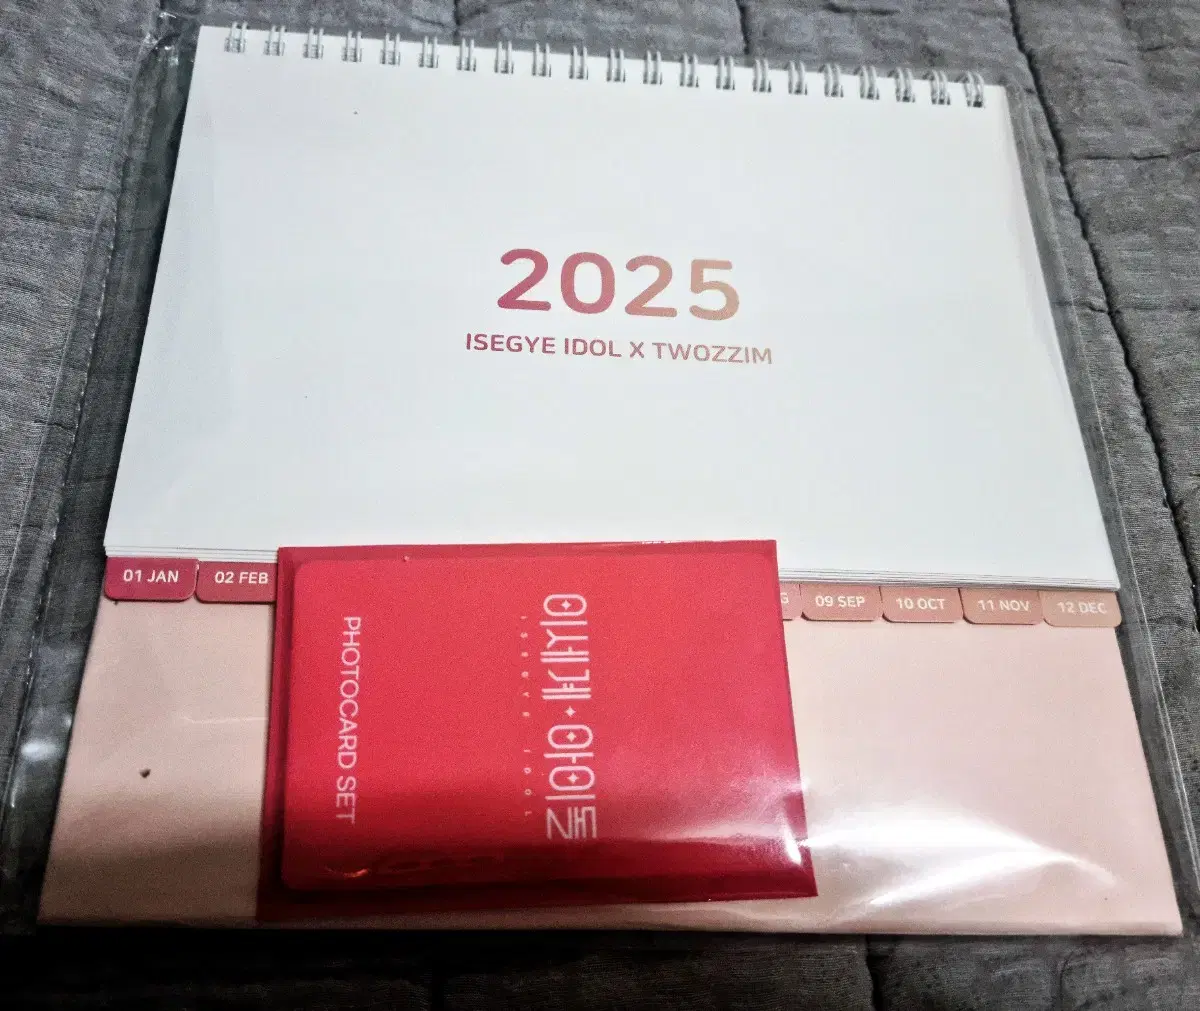 2025
ISEGYE IDOL X TWOZZIM
01 JAN
02 FEB
09 SEP
10 OCT
11 NOV
12 DEC
이세계아이돌
ISEGYE IDOL
PHOTOCARD SET